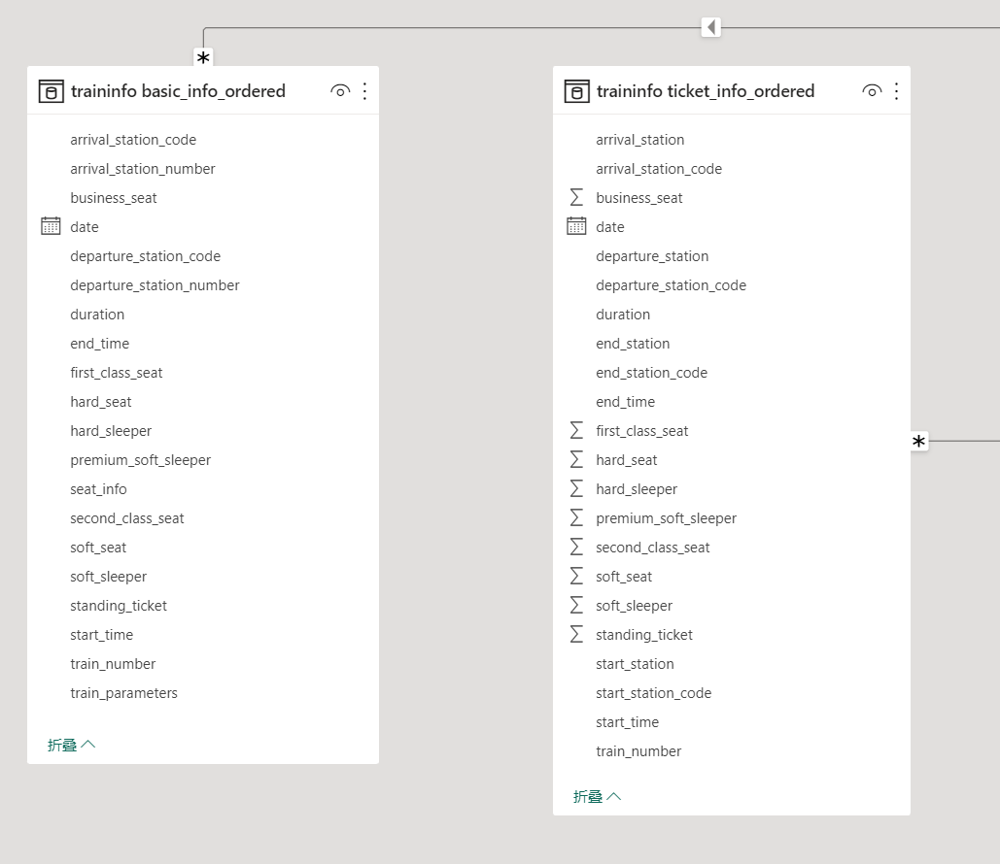 traininfo basic_info_ordered
arrival_station_code
arrival_station_number
business_seat
date
departure_station_code
departure_station_number
duration
end_time
first_class_seat
hard_seat
hard_sleeper
premium_soft_sleeper
seat_info
second_class_seat
soft_seat
soft_sleeper
standing_ticket
start_time
train_number
train_parameters
折叠
traininfo ticket_info_ordered
arrival_station
arrival_station_code
∑ business_seat
date
departure_station
departure_station_code
duration
end_station
end_station_code
end_time
∑ first_class_seat
∑ hard_seat
∑ hard_sleeper
∑ premium_soft_sleeper
∑ second_class_seat
∑ soft_seat
∑ soft_sleeper
∑ standing_ticket
start_station
start_station_code
start_time
train_number
折叠